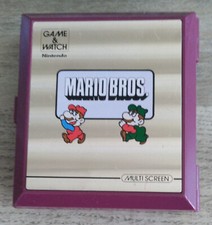 GAME
&
WATCH
Nintendo
MARIO BROS.
MULTI SCREEN